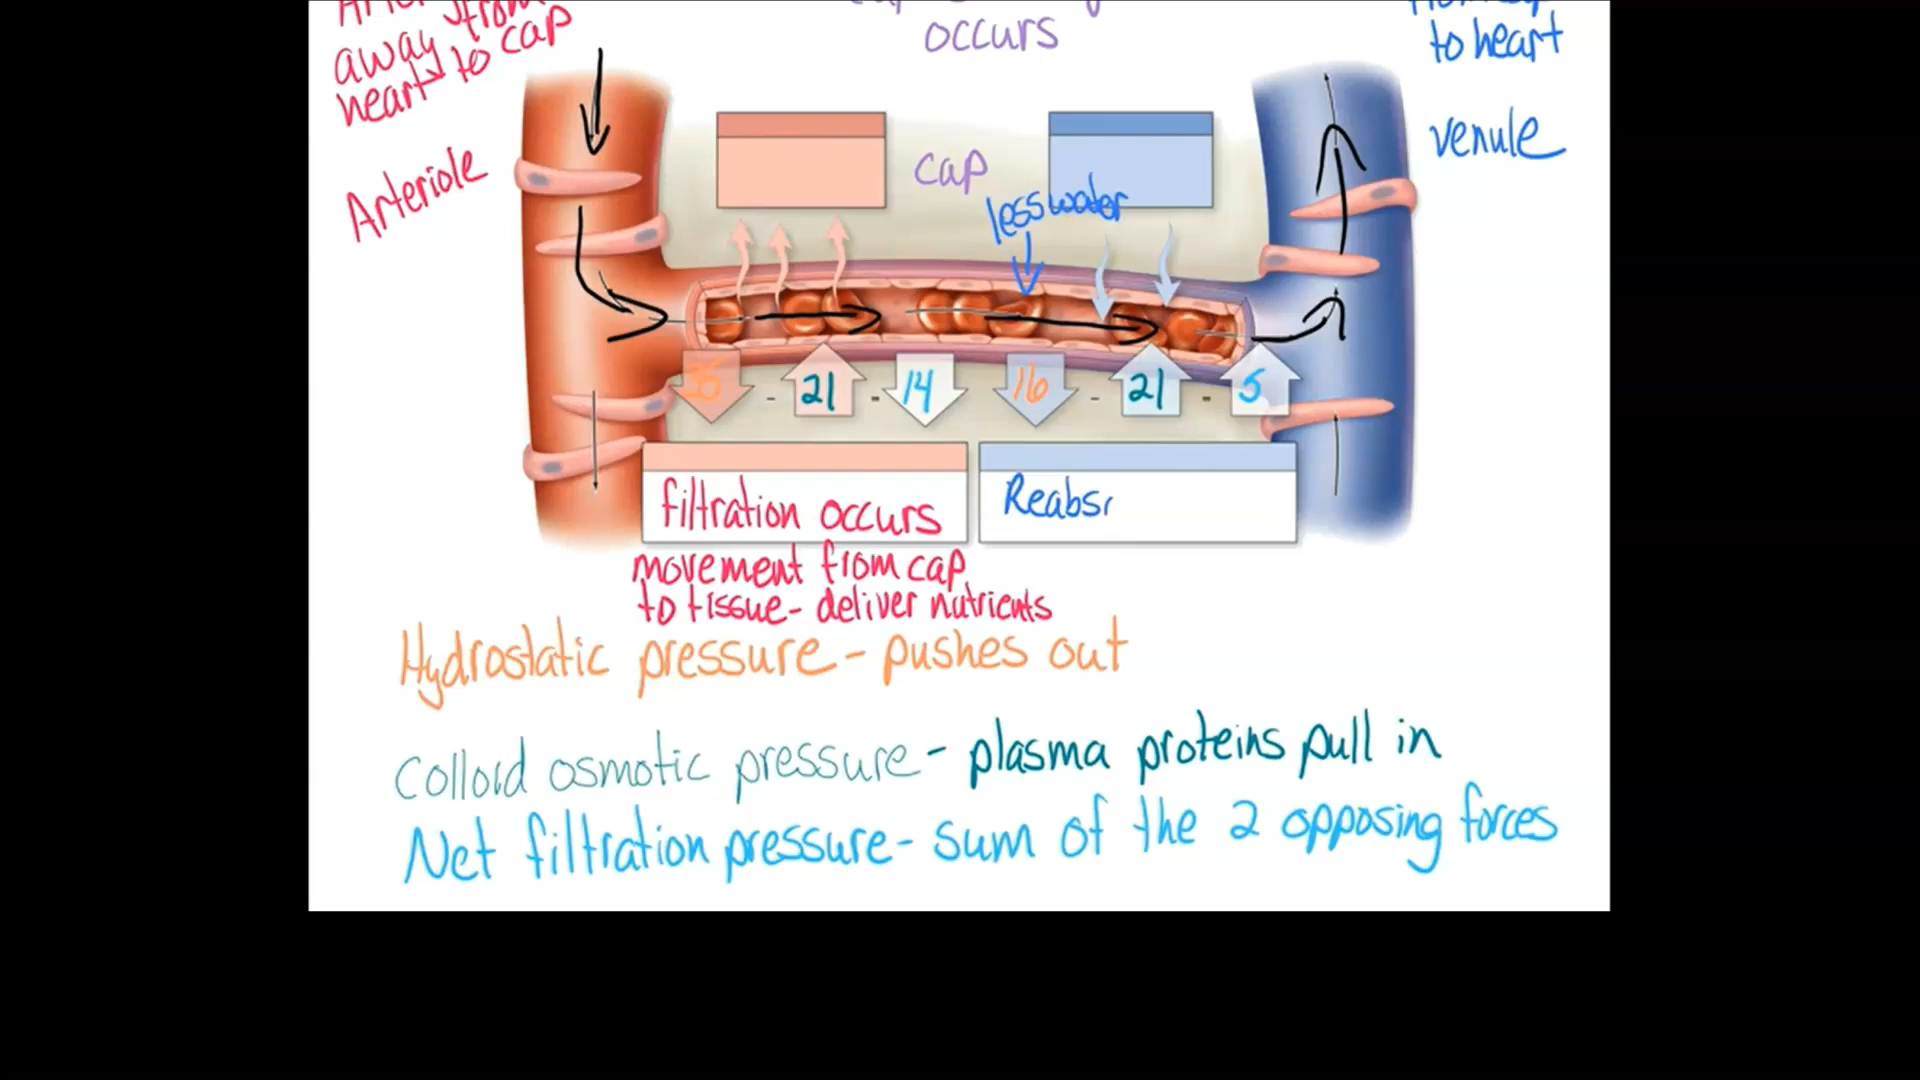 from
away
heart to cap
occurs
to heart
Arteriole
cap
venule
less water
35 - 21 = 14
16 - 21 = 5
filtration occurs
Reabsr
movement from cap
to tissue- deliver nutrients
Hydrostatic pressure - pushes out
Colloid osmotic pressure - plasma proteins pull in
Net filtration pressure- sum of the 2 opposing forces